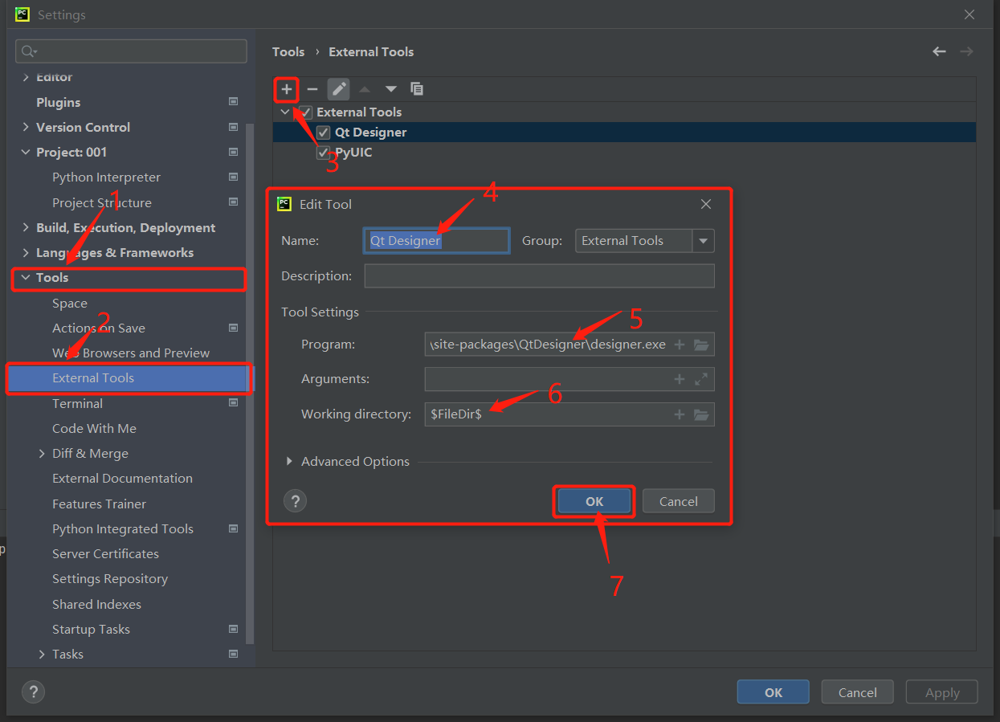 PC Settings
Editor
Plugins
Version Control
Project: 001
Python Interpreter
Project Structure
1
Build, Execution, Deployment
Languages & Frameworks
Tools
Space
Actions on Save
2
Web Browsers and Preview
External Tools
Terminal
Code With Me
Diff & Merge
External Documentation
Features Trainer
Python Integrated Tools
Server Certificates
Settings Repository
Shared Indexes
Startup Tasks
Tasks
?
Tools › External Tools
External Tools
Qt Designer
PyUIC
3
PC Edit Tool
4
Name: Qt Designer Group: External Tools
Description:
Tool Settings
5
Program: \site-packages\QtDesigner\designer.exe
Arguments:
6
Working directory: $FileDir$
Advanced Options
? OK Cancel
7
OK Cancel Apply
p